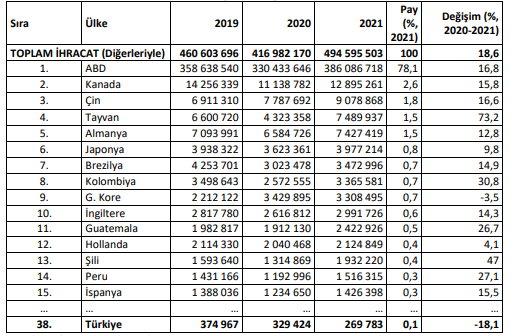 Sıra Ülke 2019 2020 2021 Pay (%, 2021) Değişim (%, 2020-2021)
TOPLAM İHRACAT (Diğerleriyle) 460 603 696 416 982 170 494 595 503 100 18,6
1. ABD 358 638 540 330 433 646 386 086 718 78,1 16,8
2. Kanada 14 256 339 11 138 782 12 895 261 2,6 15,8
3. Çin 6 911 310 7 787 692 9 078 868 1,8 16,6
4. Tayvan 6 600 720 4 323 358 7 489 937 1,5 73,2
5. Almanya 7 093 991 6 584 726 7 427 419 1,5 12,8
6. Japonya 3 938 322 3 623 361 3 977 214 0,8 9,8
7. Brezilya 4 253 701 3 023 478 3 472 996 0,7 14,9
8. Kolombiya 3 498 643 2 572 555 3 365 581 0,7 30,8
9. G. Kore 2 212 122 3 429 895 3 308 495 0,7 -3,5
10. İngiltere 2 817 780 2 616 812 2 991 726 0,6 14,3
11. Guatemala 1 982 817 1 912 130 2 422 926 0,5 26,7
12. Hollanda 2 114 330 2 040 468 2 124 849 0,4 4,1
13. Şili 1 593 640 1 314 869 1 932 220 0,4 47
14. Peru 1 431 166 1 192 996 1 516 315 0,3 27,1
15. İspanya 1 388 036 1 234 650 1 426 398 0,3 15,5
… … … … … … …
38. Türkiye 374 967 329 424 269 783 0,1 -18,1